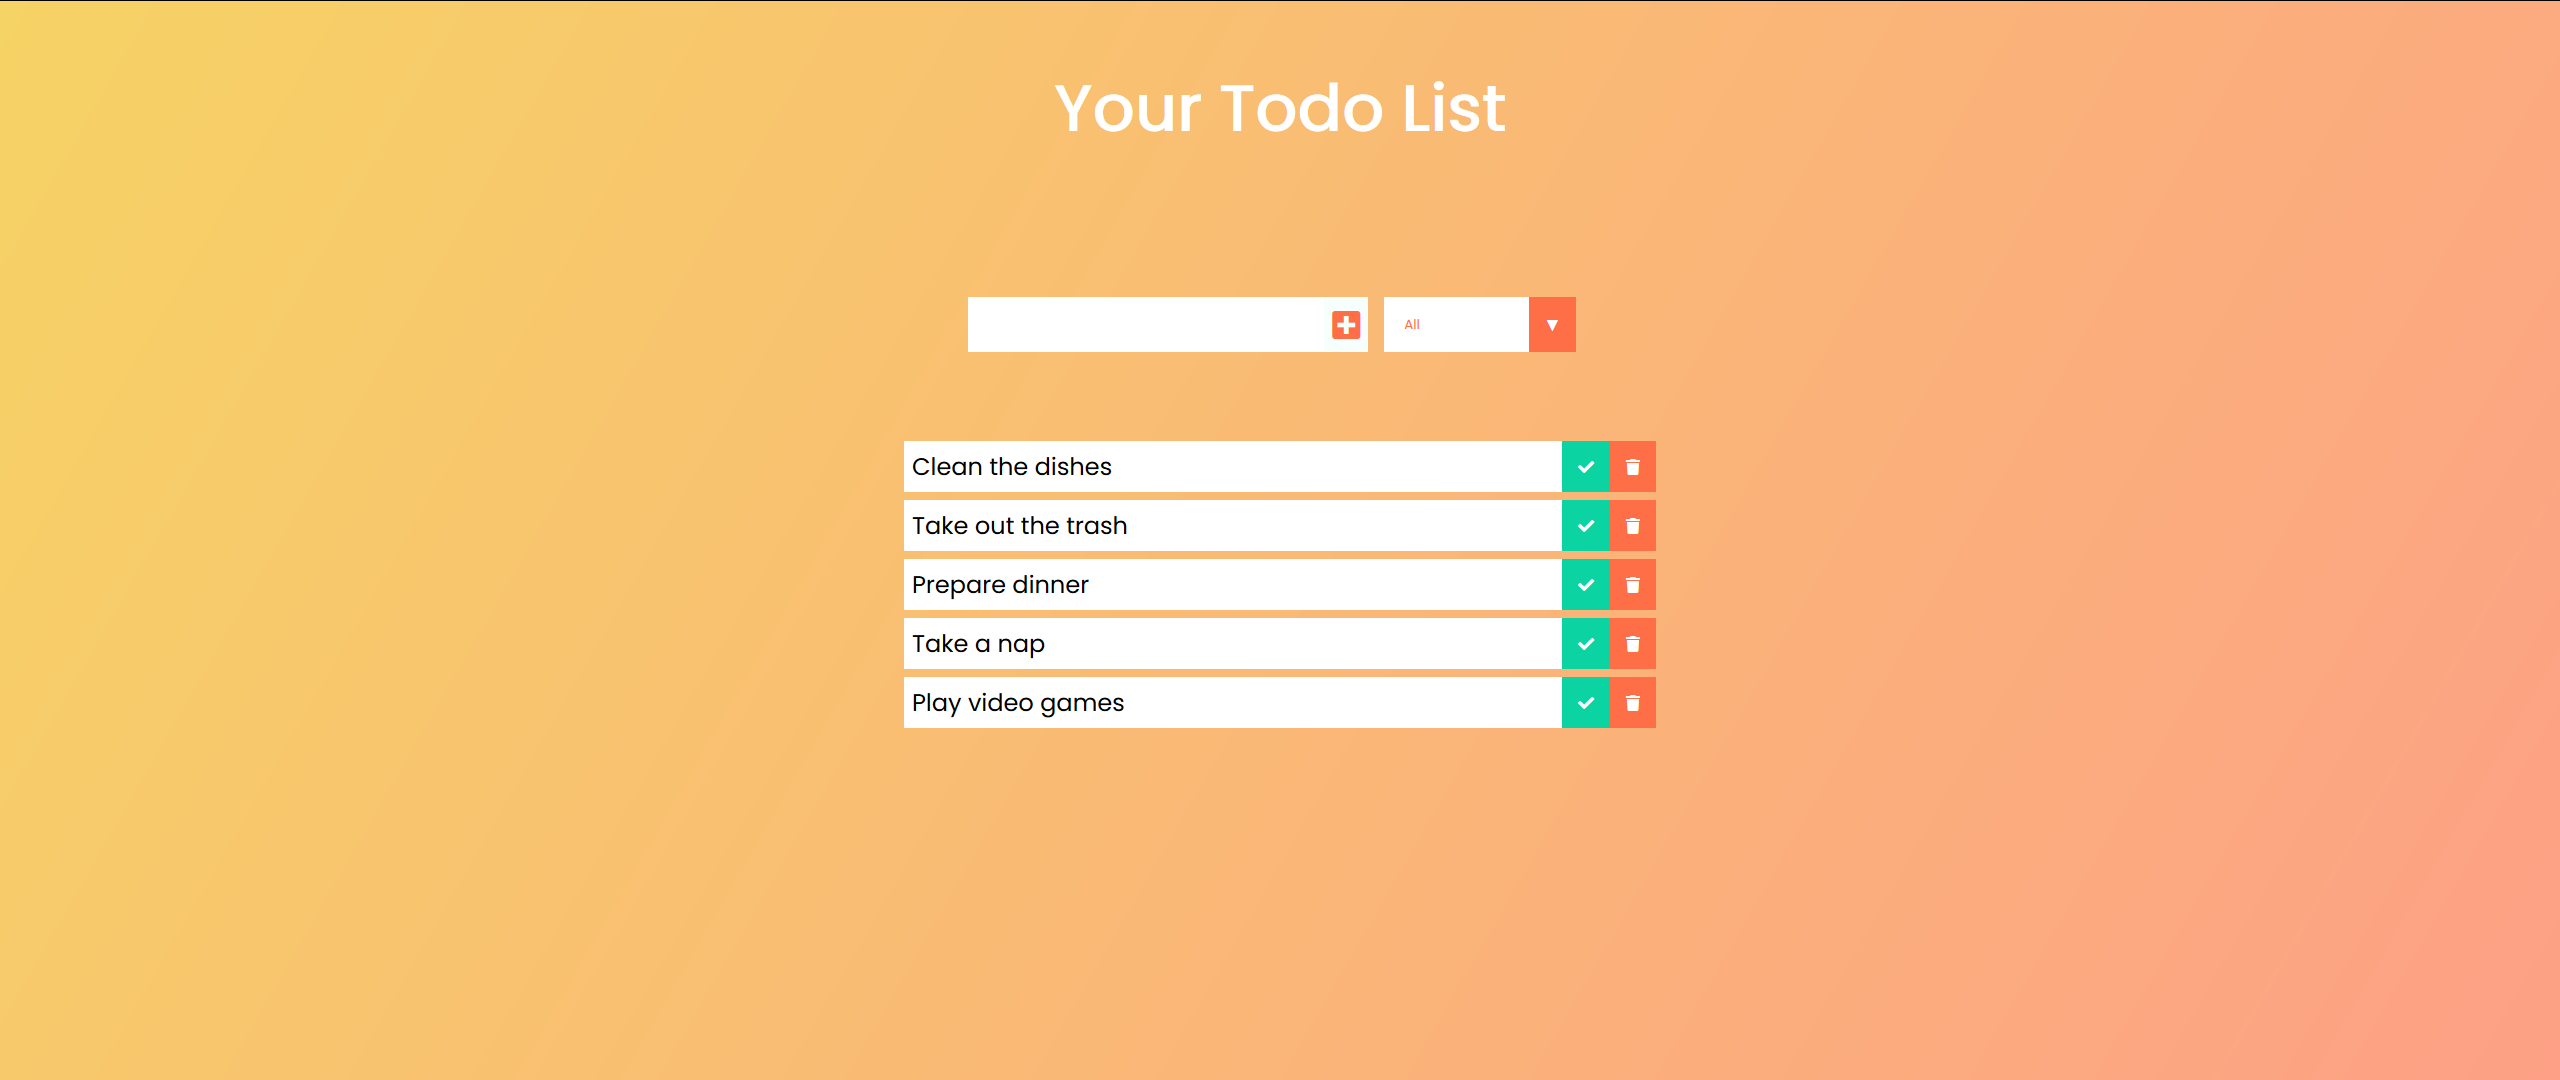 Your Todo List
All
Clean the dishes
Take out the trash
Prepare dinner
Take a nap
Play video games